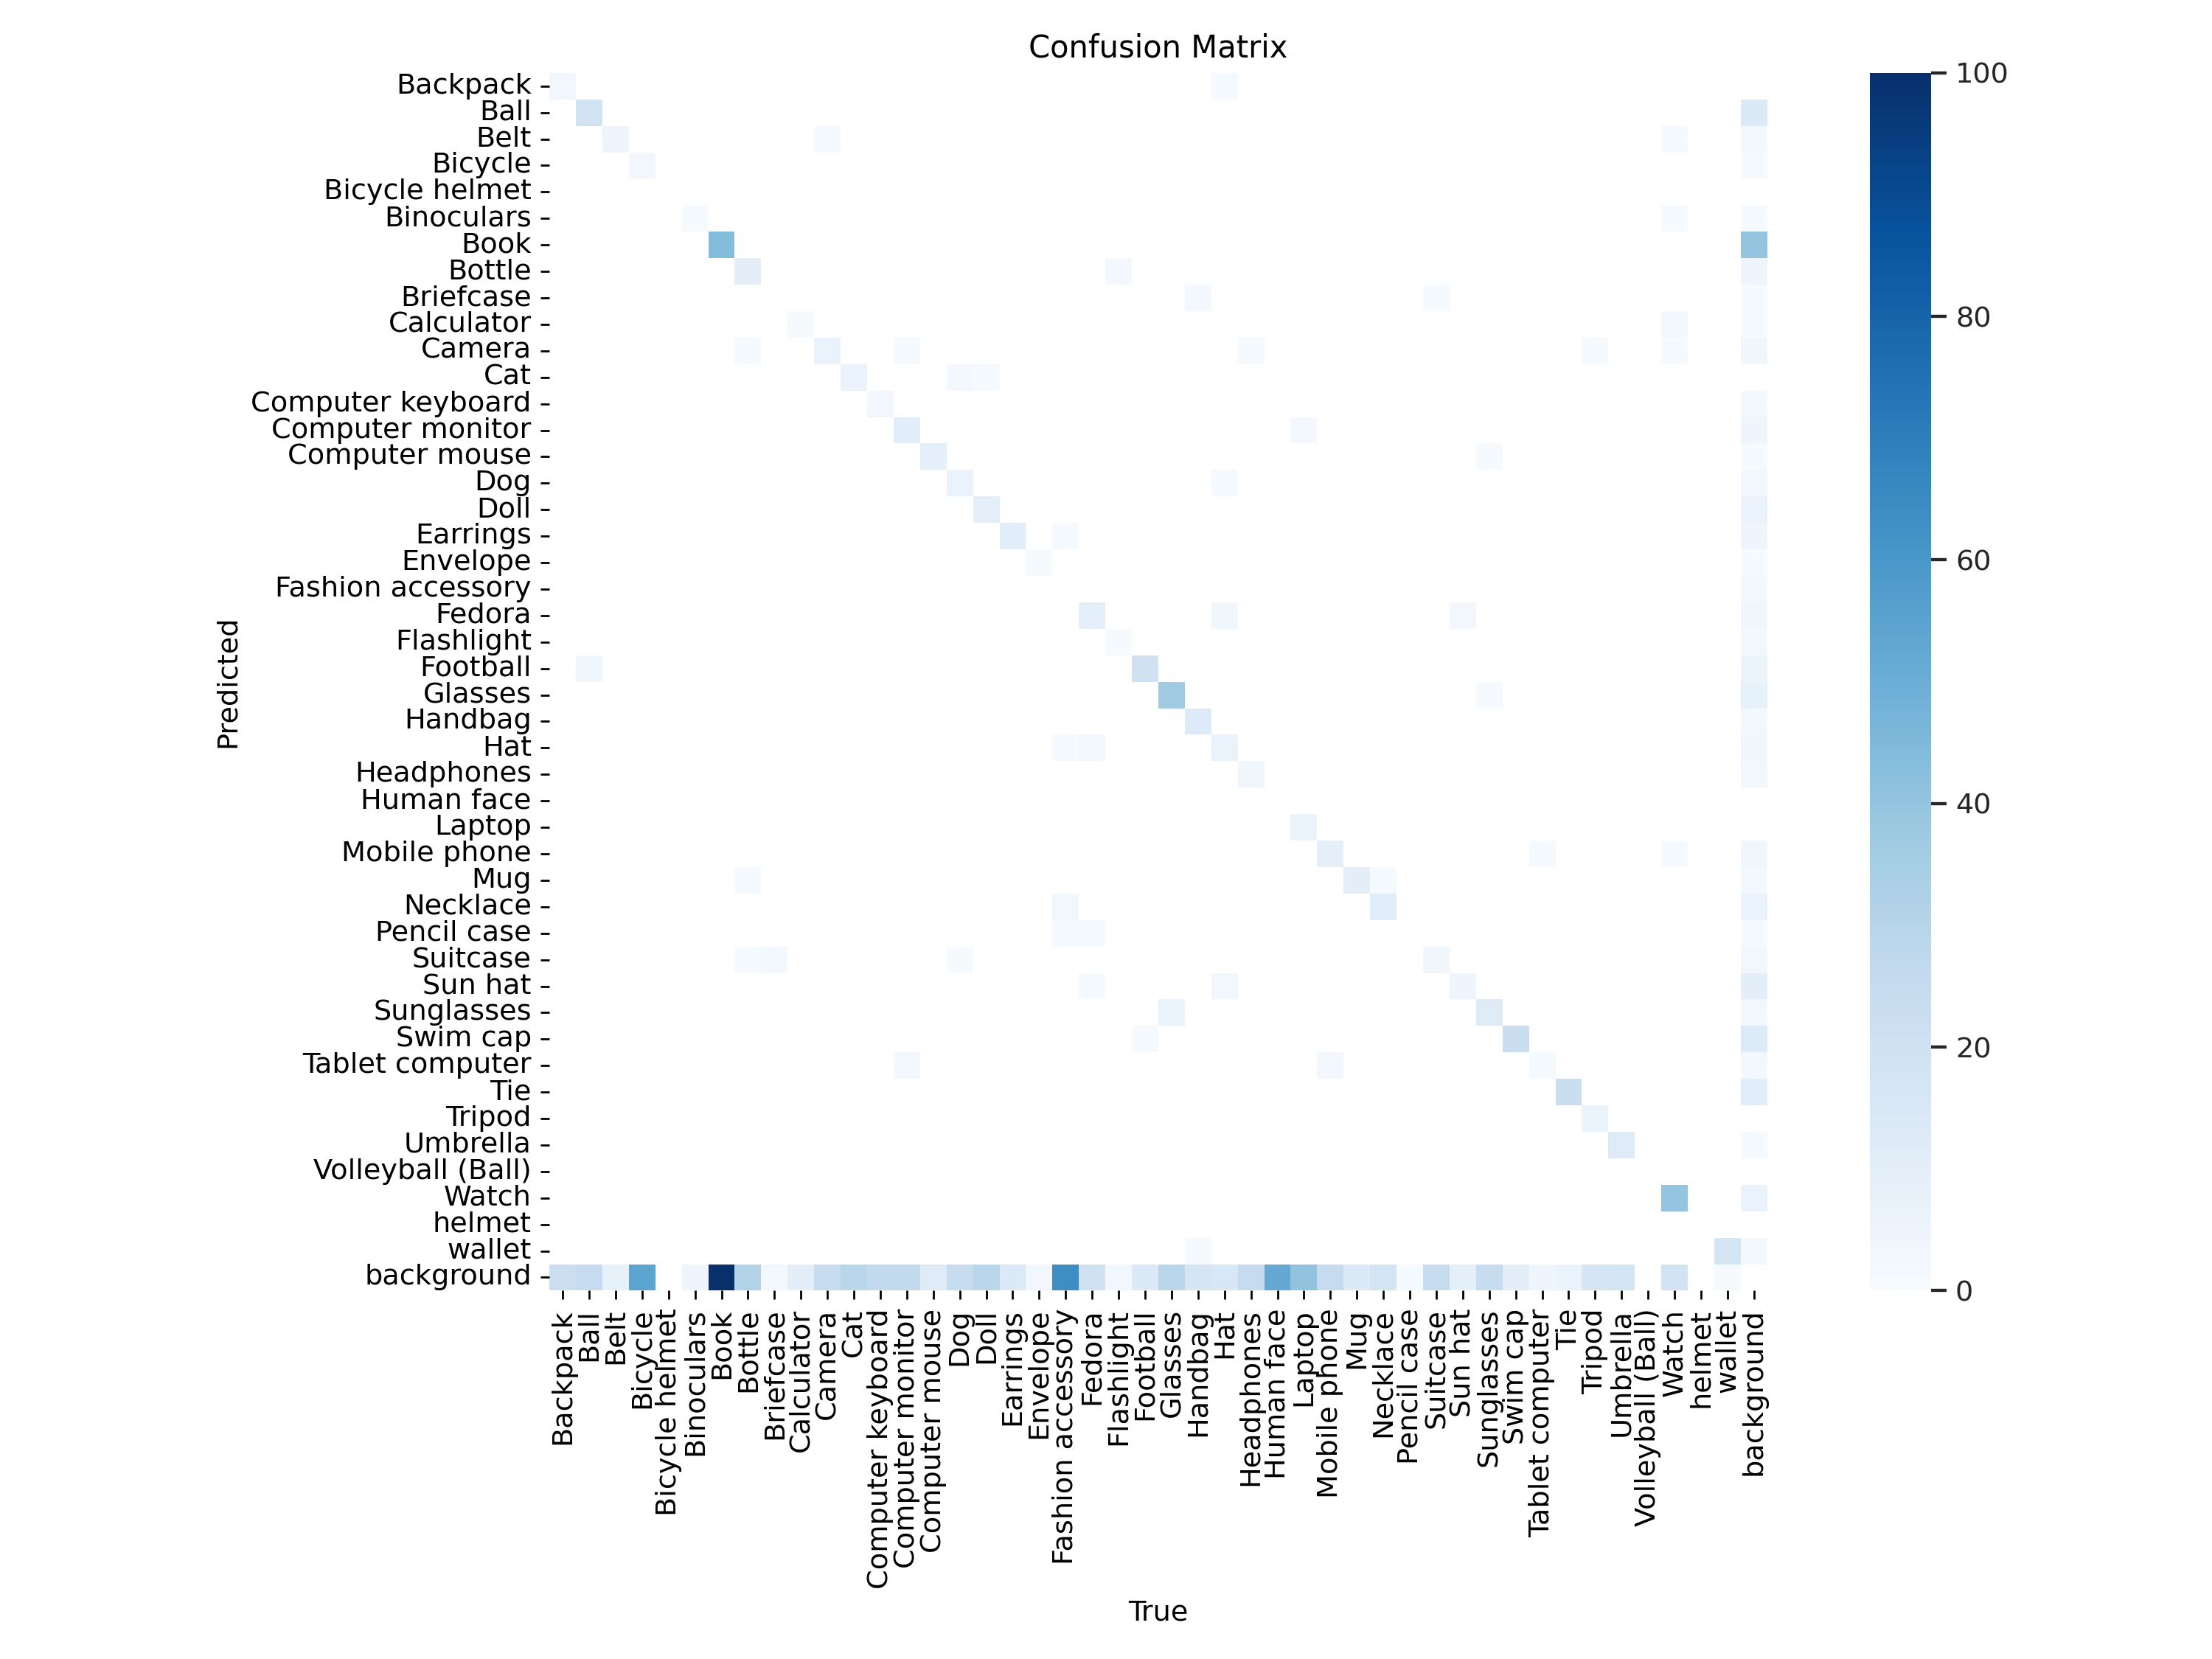 Confusion Matrix
Predicted
Backpack
Ball
Belt
Bicycle
Bicycle helmet
Binoculars
Book
Bottle
Briefcase
Calculator
Camera
Cat
Computer keyboard
Computer monitor
Computer mouse
Dog
Doll
Earrings
Envelope
Fashion accessory
Fedora
Flashlight
Football
Glasses
Handbag
Hat
Headphones
Human face
Laptop
Mobile phone
Mug
Necklace
Pencil case
Suitcase
Sun hat
Sunglasses
Swim cap
Tablet computer
Tie
Tripod
Umbrella
Volleyball (Ball)
Watch
helmet
wallet
background
Backpack
Ball
Belt
Bicycle
Bicycle helmet
Binoculars
Book
Bottle
Briefcase
Calculator
Camera
Cat
Computer keyboard
Computer monitor
Computer mouse
Dog
Doll
Earrings
Envelope
Fashion accessory
Fedora
Flashlight
Football
Glasses
Handbag
Hat
Headphones
Human face
Laptop
Mobile phone
Mug
Necklace
Pencil case
Suitcase
Sun hat
Sunglasses
Swim cap
Tablet computer
Tie
Tripod
Umbrella
Volleyball (Ball)
Watch
helmet
wallet
background
True
100
80
60
40
20
0